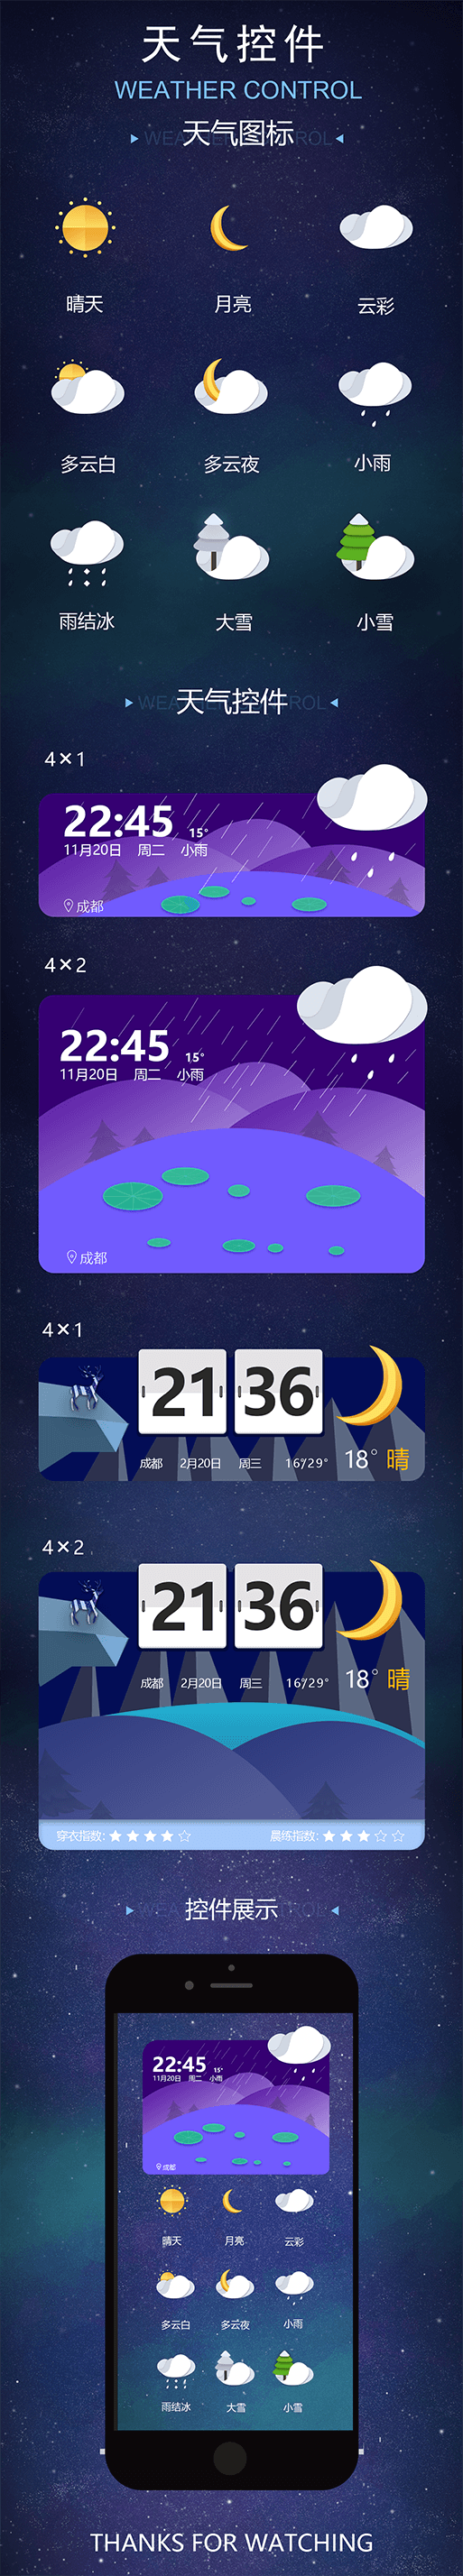 天气控件
WEATHER CONTROL
天气图标
晴天 月亮 云彩
多云白 多云夜 小雨
雨结冰 大雪 小雪
天气控件
4×1
22:45 15°
11月20日 周二 小雨
成都
4×2
22:45 15°
11月20日 周二 小雨
成都
4×1
21 36
成都 2月20日 周三 16°/29° 18° 晴
4×2
21 36
成都 2月20日 周三 16°/29° 18° 晴
穿衣指数: 晨练指数:
控件展示
22:45 15°
11月20日 周二 小雨
成都
晴天 月亮 云彩
多云白 多云夜 小雨
雨结冰 大雪 小雪
THANKS FOR WATCHING